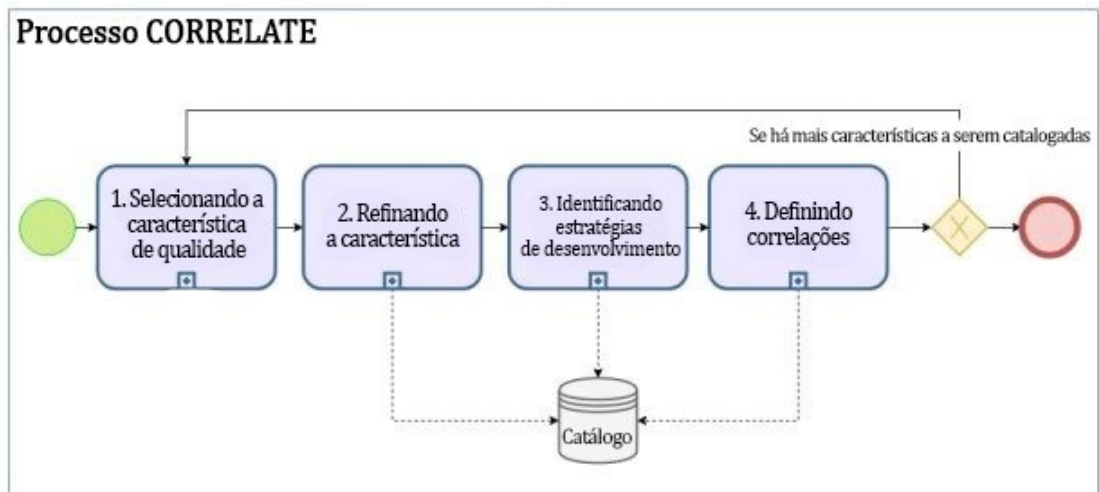 Processo CORRELATE
Se há mais características a serem catalogadas
1. Selecionando a
característica
de qualidade
2. Refinando
a característica
3. Identificando
estratégias
de desenvolvimento
4. Definindo
correlações
Catálogo